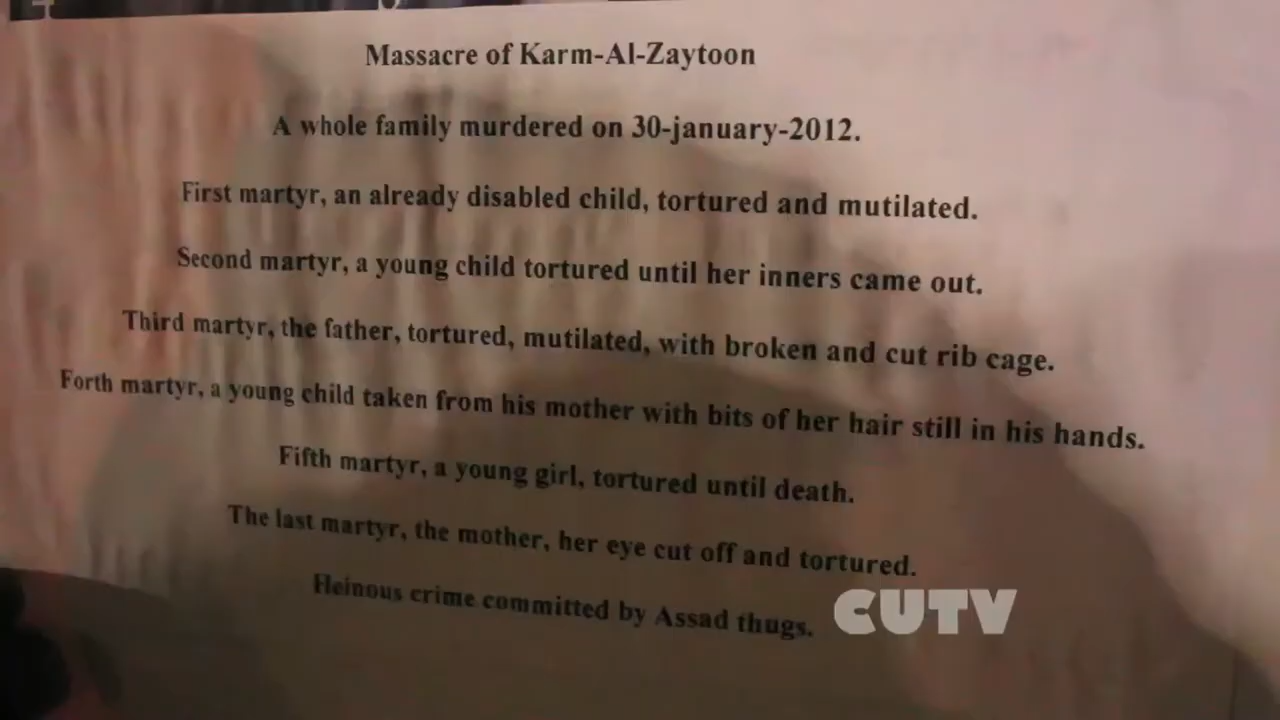 Massacre of Karm-Al-Zaytoon
A whole family murdered on 30-january-2012.
First martyr, an already disabled child, tortured and mutilated.
Second martyr, a young child tortured until her inners came out.
Third martyr, the father, tortured, mutilated, with broken and cut rib cage.
Forth martyr, a young child taken from his mother with bits of her hair still in his hands.
Fifth martyr, a young girl, tortured until death.
The last martyr, the mother, her eye cut off and tortured.
Heinous crime committed by Assad thugs.
CUTV